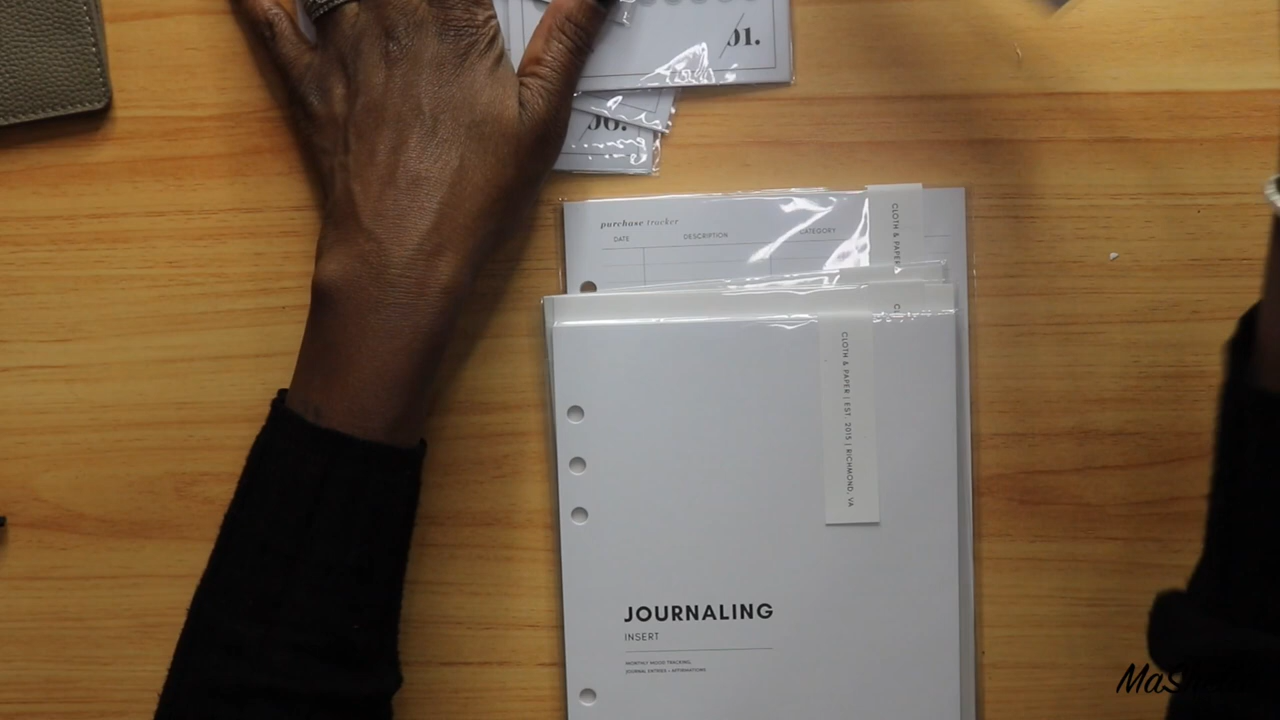 01.
06.
purchase tracker
DATE DESCRIPTION CATEGORY
CLOTH & PAPER
CLOTH & PAPER | EST. 2015 | RICHMOND, VA
JOURNALING
INSERT
MONTHLY MOOD TRACKING,
JOURNAL ENTRIES + AFFIRMATIONS